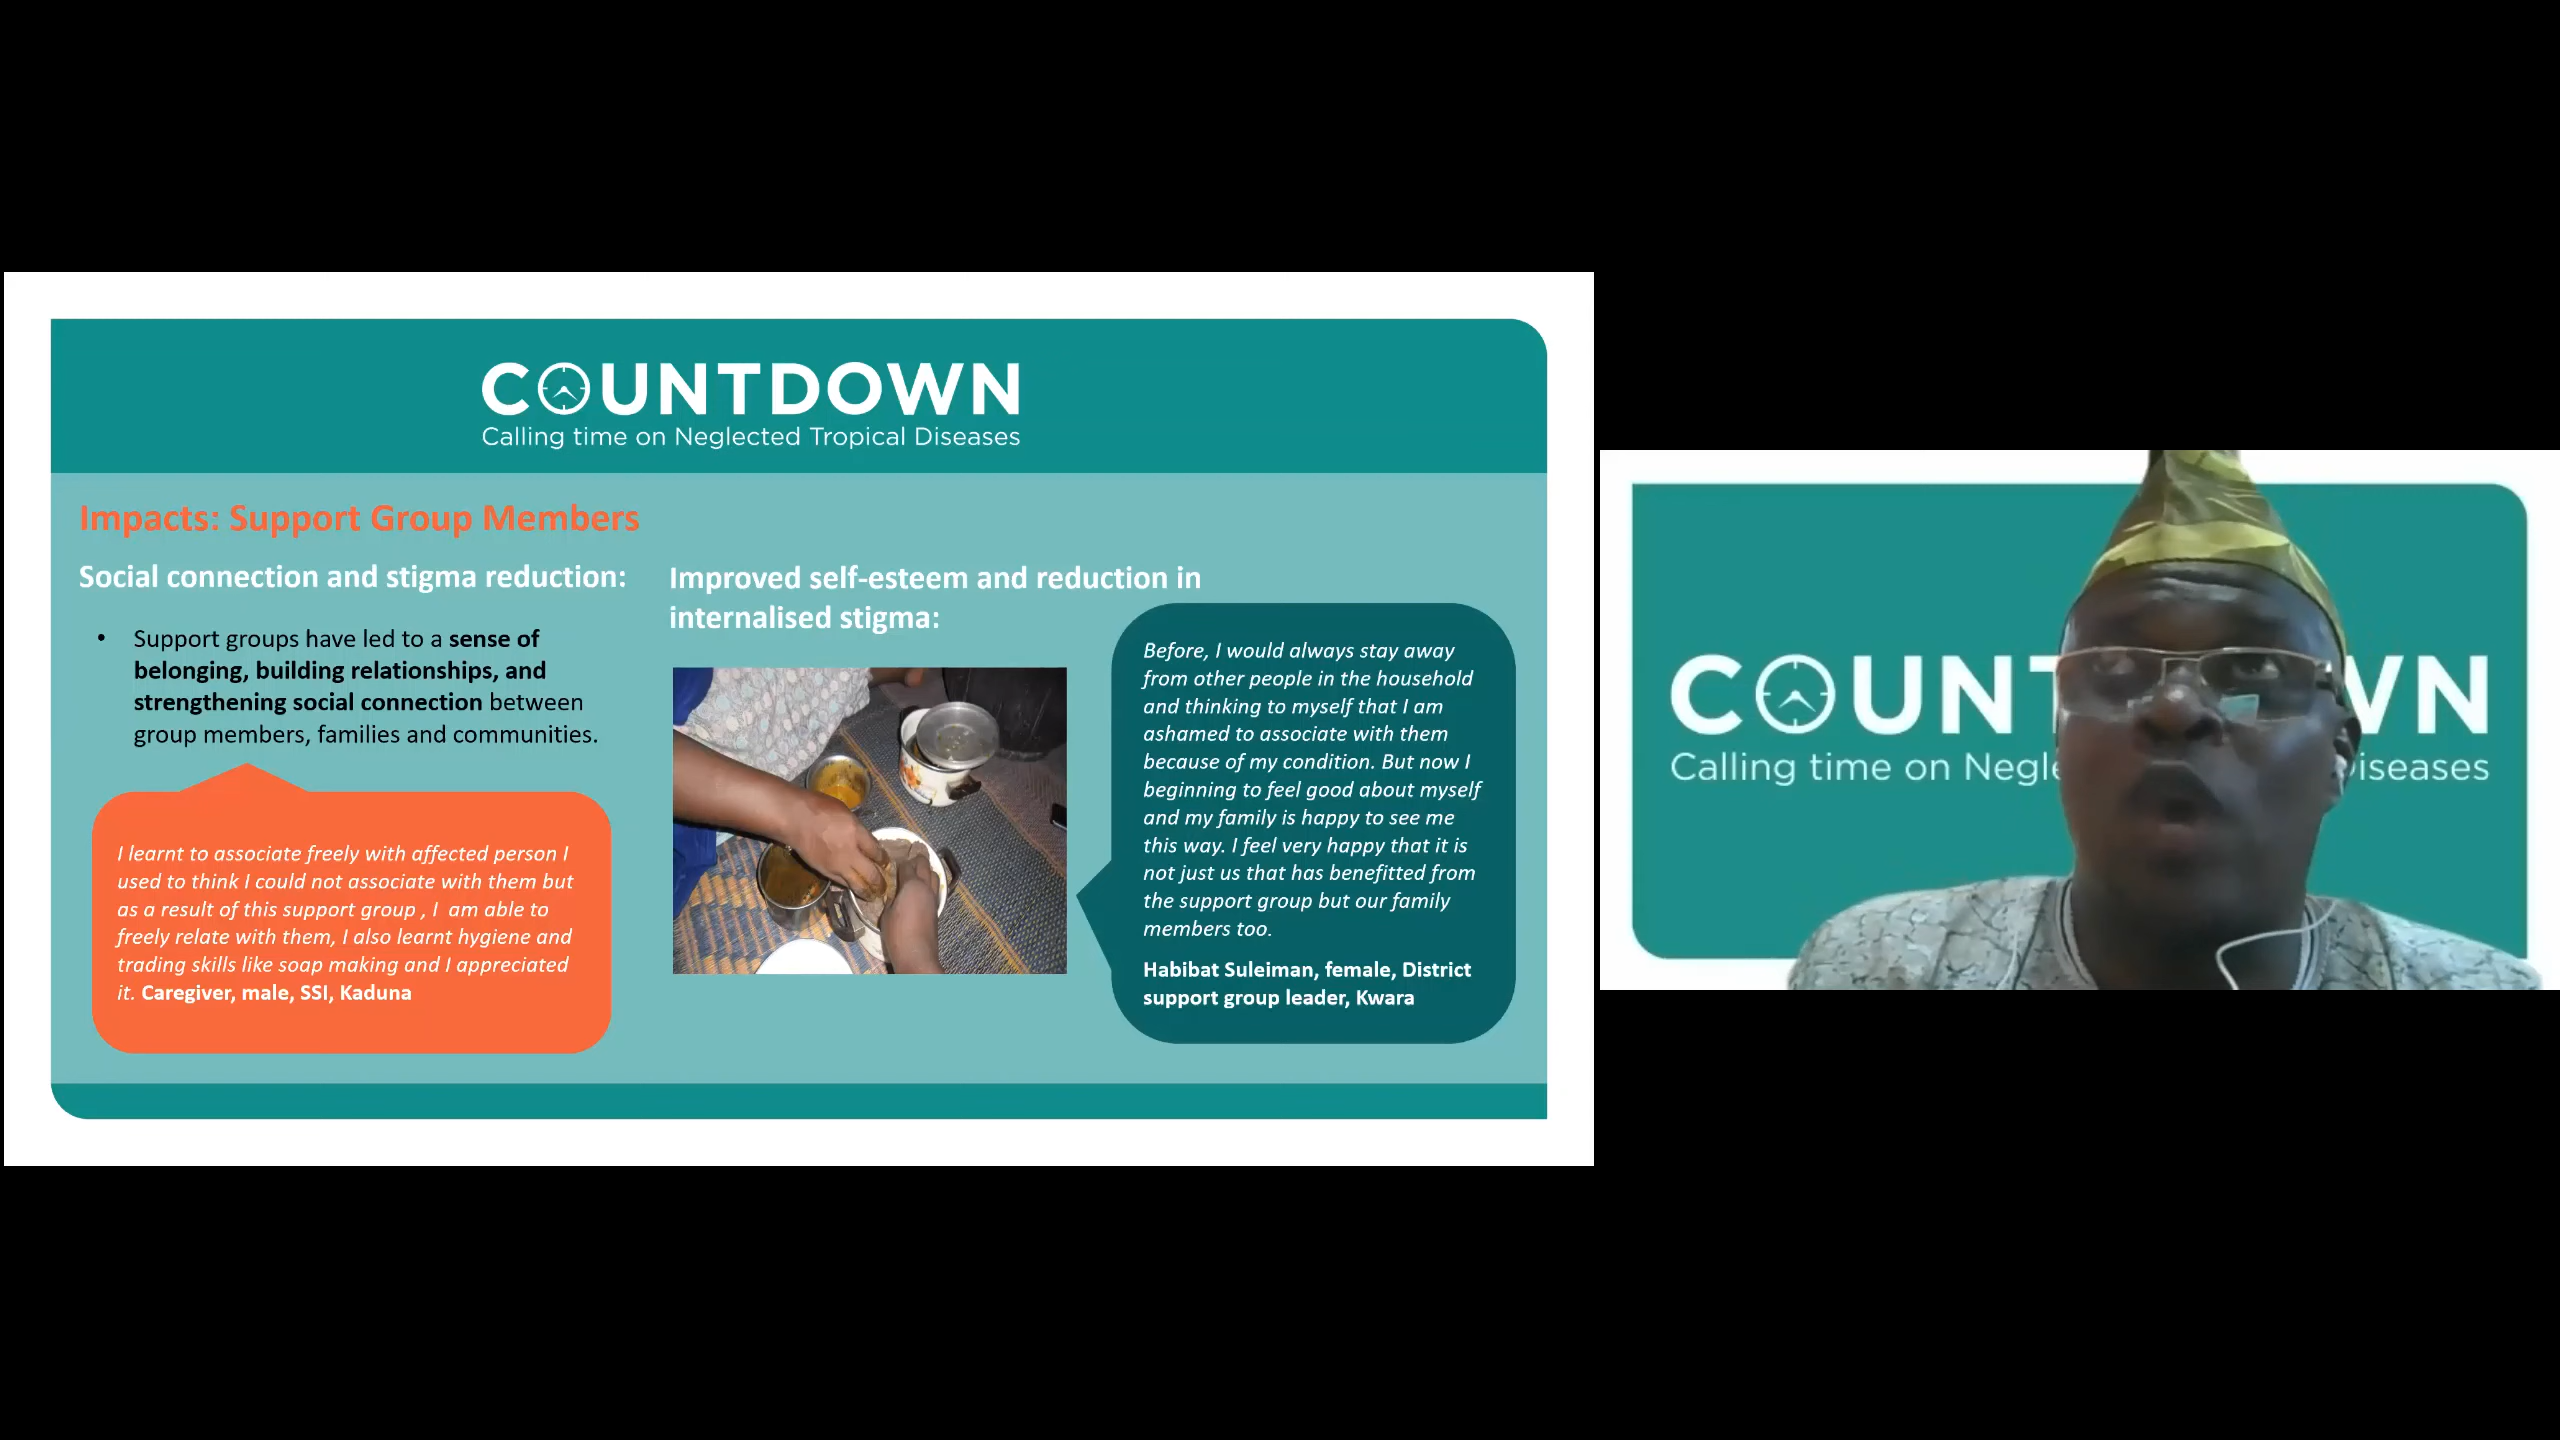 COUNTDOWN
Calling time on Neglected Tropical Diseases
Impacts: Support Group Members
Social connection and stigma reduction:
• Support groups have led to a sense of
belonging, building relationships, and
strengthening social connection between
group members, families and communities.
I learnt to associate freely with affected person I
used to think I could not associate with them but
as a result of this support group , I am able to
freely relate with them, I also learnt hygiene and
trading skills like soap making and I appreciated
it. Caregiver, male, SSI, Kaduna
Improved self-esteem and reduction in
internalised stigma:
Before, I would always stay away
from other people in the household
and thinking to myself that I am
ashamed to associate with them
because of my condition. But now I
beginning to feel good about myself
and my family is happy to see me
this way. I feel very happy that it is
not just us that has benefitted from
the support group but our family
members too.
Habibat Suleiman, female, District
support group leader, Kwara
COUNT WN
Calling time on Negle iseases